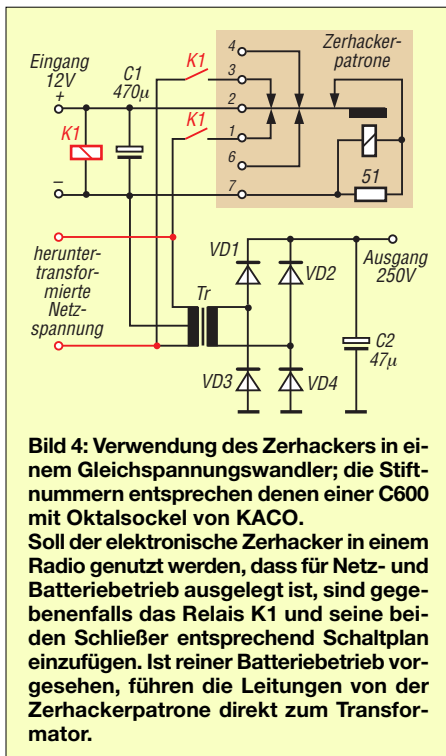 Eingang
12V
+
K1
–
C1
470µ
K1
K1
4
3
2
1
6
7
Zerhacker-
patrone
51
herunter-
transfor-
mierte
Netz-
spannung
Tr
VD1
VD2
VD3
VD4
Ausgang
250V
C2
47µ
Bild 4: Verwendung des Zerhackers in ei-
nem Gleichspannungswandler; die Stift-
nummern entsprechen denen einer C600
mit Oktalsockel von KACO.
Soll der elektronische Zerhacker in einem
Radio genutzt werden, dass für Netz- und
Batteriebetrieb ausgelegt ist, sind gege-
benenfalls das Relais K1 und seine bei-
den Schließer entsprechend Schaltplan
einzufügen. Ist reiner Batteriebetrieb vor-
gesehen, führen die Leitungen von der
Zerhackerpatrone direkt zum Transfor-
mator.